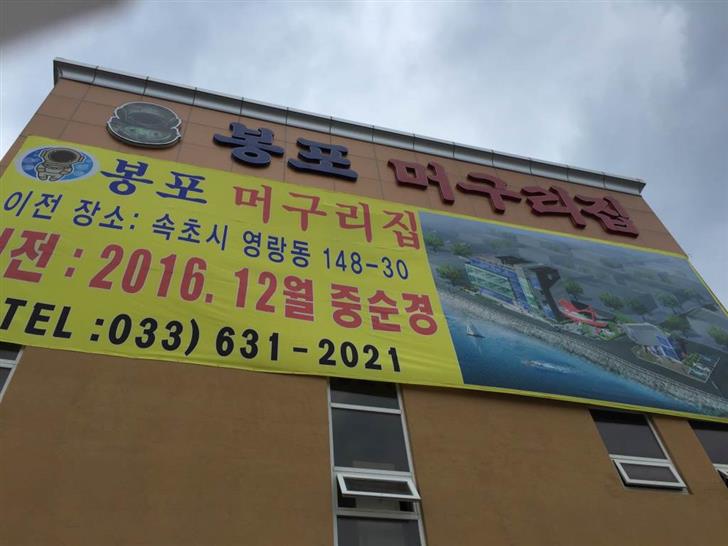 봉포 머구리집
봉포 머구리집
이전 장소: 속초시 영랑동 148-30
이전 : 2016. 12월 중순경
TEL :033) 631-2021